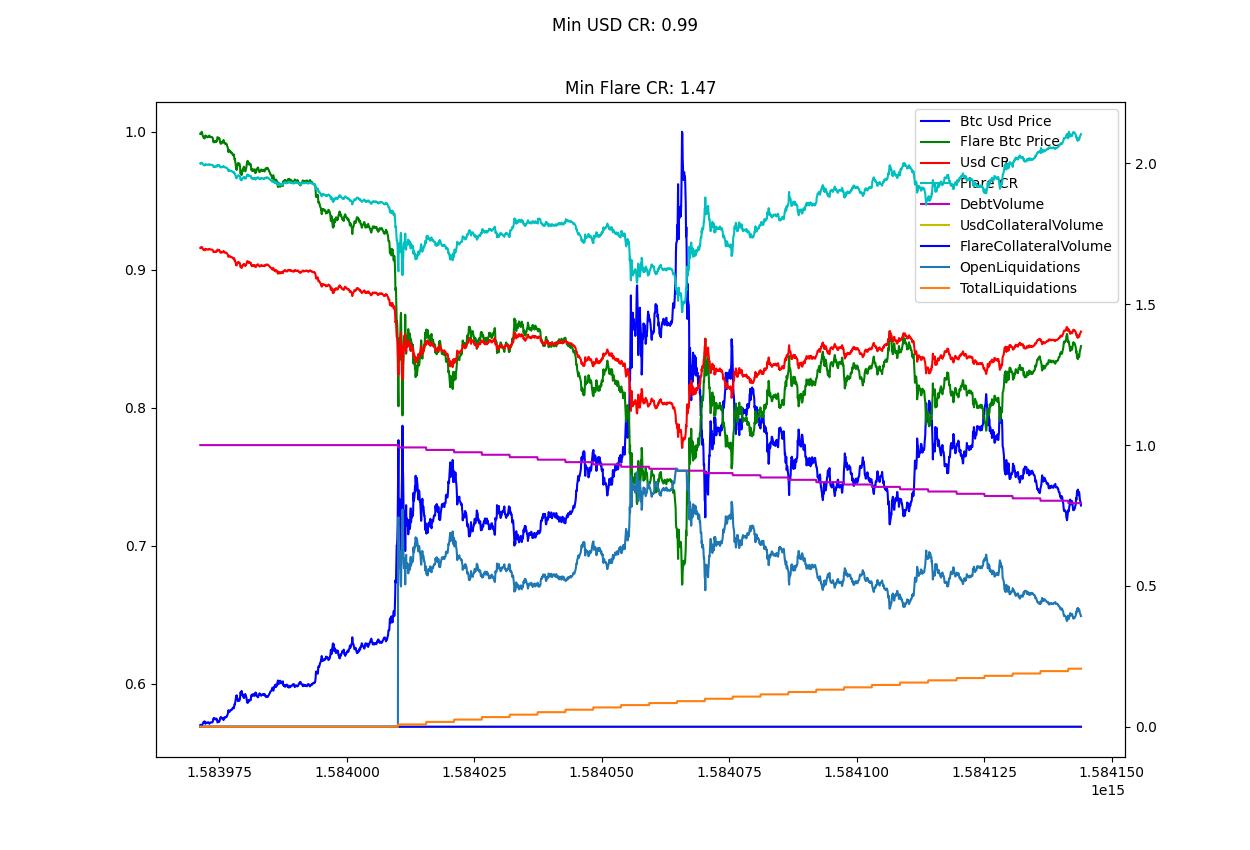 Min USD CR: 0.99
Min Flare CR: 1.47
Btc Usd Price
Flare Btc Price
Usd CR
Flare CR
DebtVolume
UsdCollateralVolume
FlareCollateralVolume
OpenLiquidations
TotalLiquidations
1.0
0.9
0.8
0.7
0.6
2.0
1.5
1.0
0.5
0.0
1.583975 1.584000 1.584025 1.584050 1.584075 1.584100 1.584125 1.584150
1e15